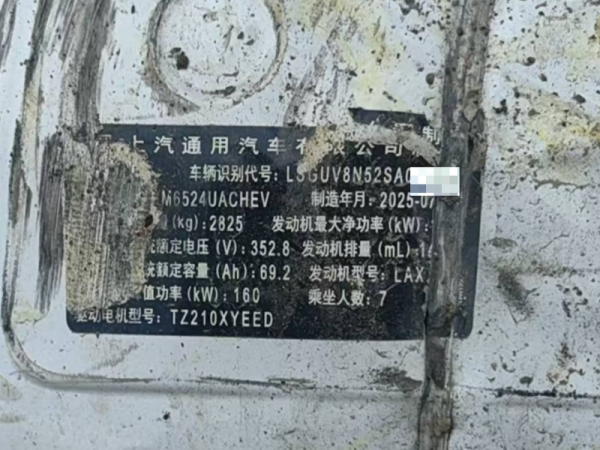 上汽通用汽车有限公司 制
车辆识别代号: LSGUV8N52SA
M6524UACHEV 制造年月: 2025-07
(kg): 2825 发动机最大净功率(kW):
额定电压(V): 352.8 发动机排量(mL): 1
统额定容量(Ah): 69.2 发动机型号: LAX
值功率(kW): 160 乘坐人数: 7
驱动电机型号: TZ210XYEED